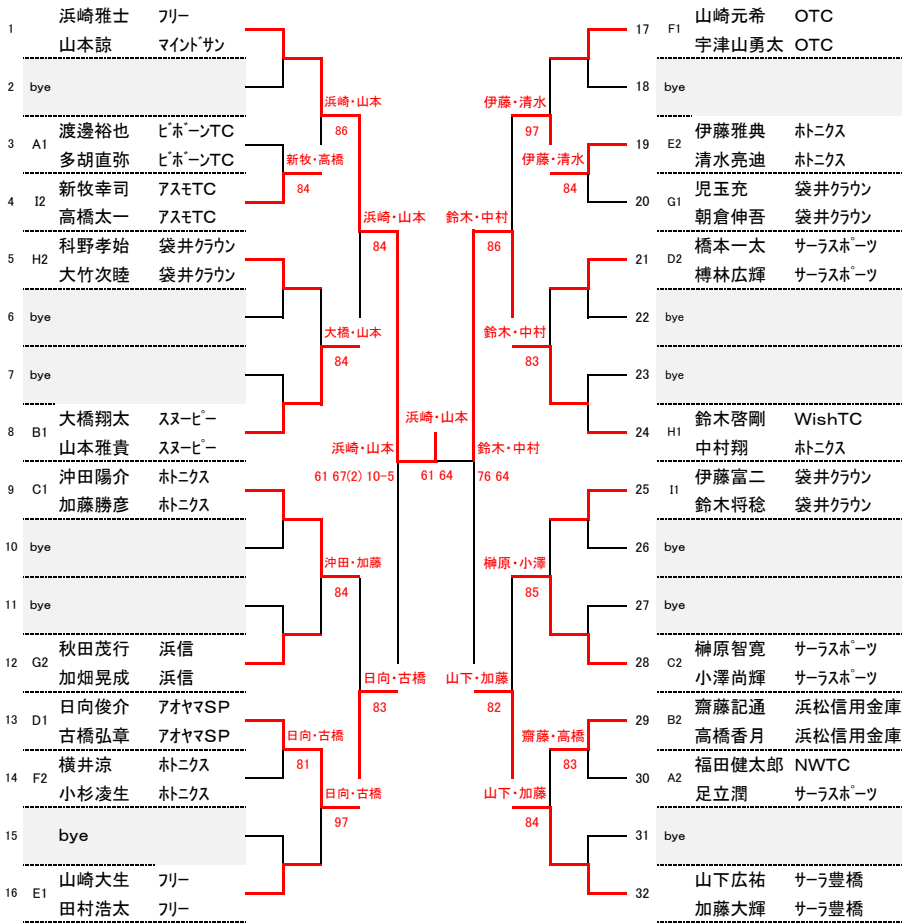 1 浜崎雅士 フリー
山本諒 マインドサン
2 bye
3 A1 渡邊裕也 ビボーンTC
多胡直弥 ビボーンTC
4 I2 新牧幸司 アスモTC
高橋太一 アスモTC
5 H2 科野孝始 袋井クラウン
大竹次睦 袋井クラウン
6 bye
7 bye
8 B1 大橋翔太 スヌーピー
山本雅貴 スヌーピー
9 C1 沖田陽介 ホトニクス
加藤勝彦 ホトニクス
10 bye
11 bye
12 G2 秋田茂行 浜信
加畑晃成 浜信
13 D1 日向俊介 アオヤマSP
古橋弘章 アオヤマSP
14 F2 横井涼 ホトニクス
小杉凌生 ホトニクス
15 bye
16 E1 山崎大生 フリー
田村浩太 フリー
浜崎・山本
86
新牧・高橋
84
浜崎・山本
84
大橋・山本
84
浜崎・山本
61 67(2) 10-5
沖田・加藤
84
日向・古橋
83
日向・古橋
81
日向・古橋
97
浜崎・山本
61 64
伊藤・清水
97
伊藤・清水
84
鈴木・中村
86
鈴木・中村
83
鈴木・中村
76 64
榊原・小澤
85
山下・加藤
82
齋藤・高橋
83
山下・加藤
84
17 F1 山崎元希 OTC
宇津山勇太 OTC
18 bye
19 E2 伊藤雅典 ホトニクス
清水亮迪 ホトニクス
20 G1 児玉充 袋井クラウン
朝倉伸吾 袋井クラウン
21 D2 橋本一太 サーラスポーツ
榑林広輝 サーラスポーツ
22 bye
23 bye
24 H1 鈴木啓剛 WishTC
中村翔 ホトニクス
25 I1 伊藤富二 袋井クラウン
鈴木将稔 袋井クラウン
26 bye
27 bye
28 C2 榊原智寛 サーラスポーツ
小澤尚輝 サーラスポーツ
29 B2 齋藤記通 浜松信用金庫
高橋香月 浜松信用金庫
30 A2 福田健太郎 NWTC
足立潤 サーラスポーツ
31 bye
32 山下広祐 サーラ豊橋
加藤大輝 サーラ豊橋